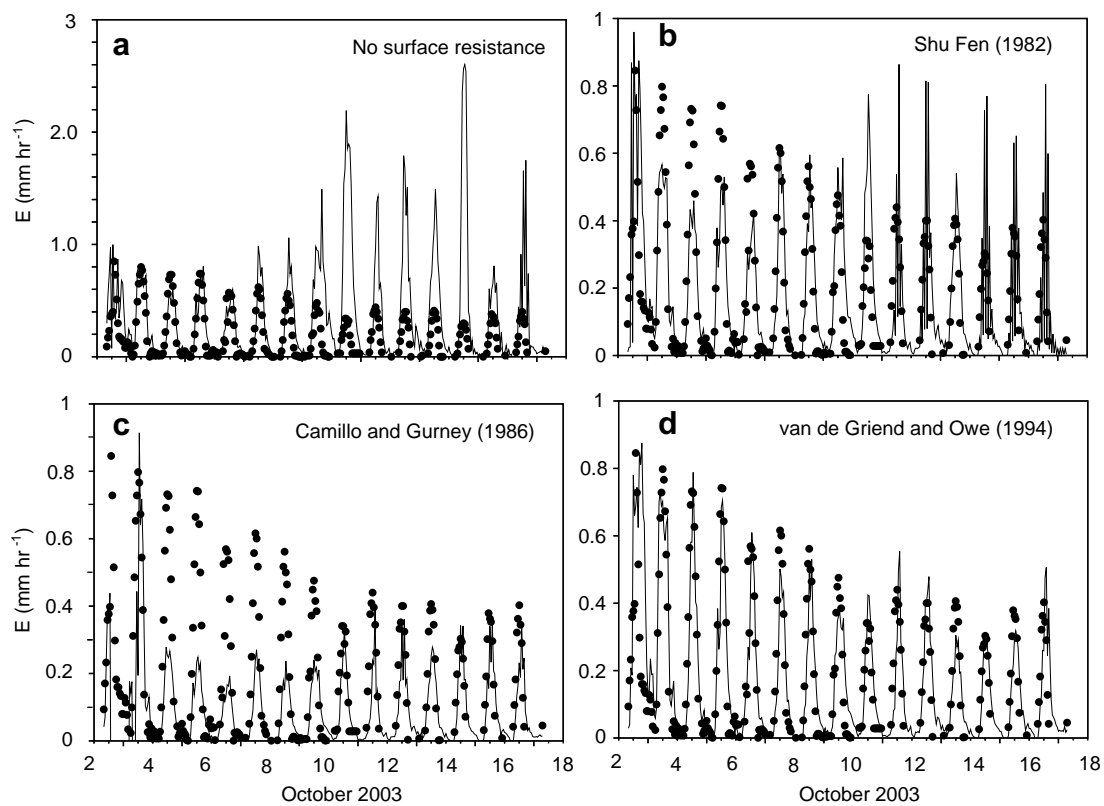 a
No surface resistance
3
2.0
1.0
0
E (mm hr-1)
b
Shu Fen (1982)
1
0.8
0.6
0.4
0.2
0
c
Camillo and Gurney (1986)
1
0.8
0.6
0.4
0.2
0
E (mm hr-1)
2 4 6 8 10 12 14 16 18
October 2003
d
van de Griend and Owe (1994)
1
0.8
0.6
0.4
0.2
0
2 4 6 8 10 12 14 16 18
October 2003